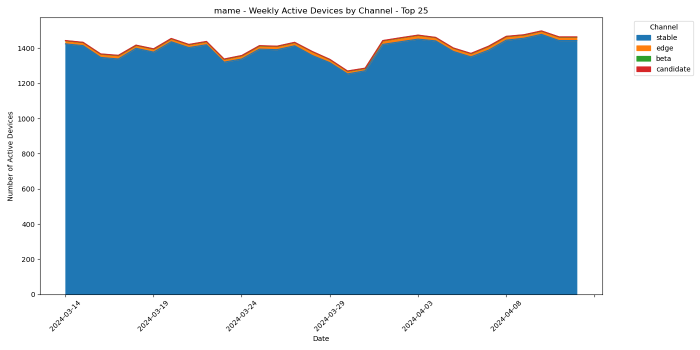 mame - Weekly Active Devices by Channel - Top 25
Number of Active Devices
1400
1200
1000
800
600
400
200
0
2024-03-14
2024-03-19
2024-03-24
2024-03-29
2024-04-03
2024-04-08
Date
Channel
stable
edge
beta
candidate